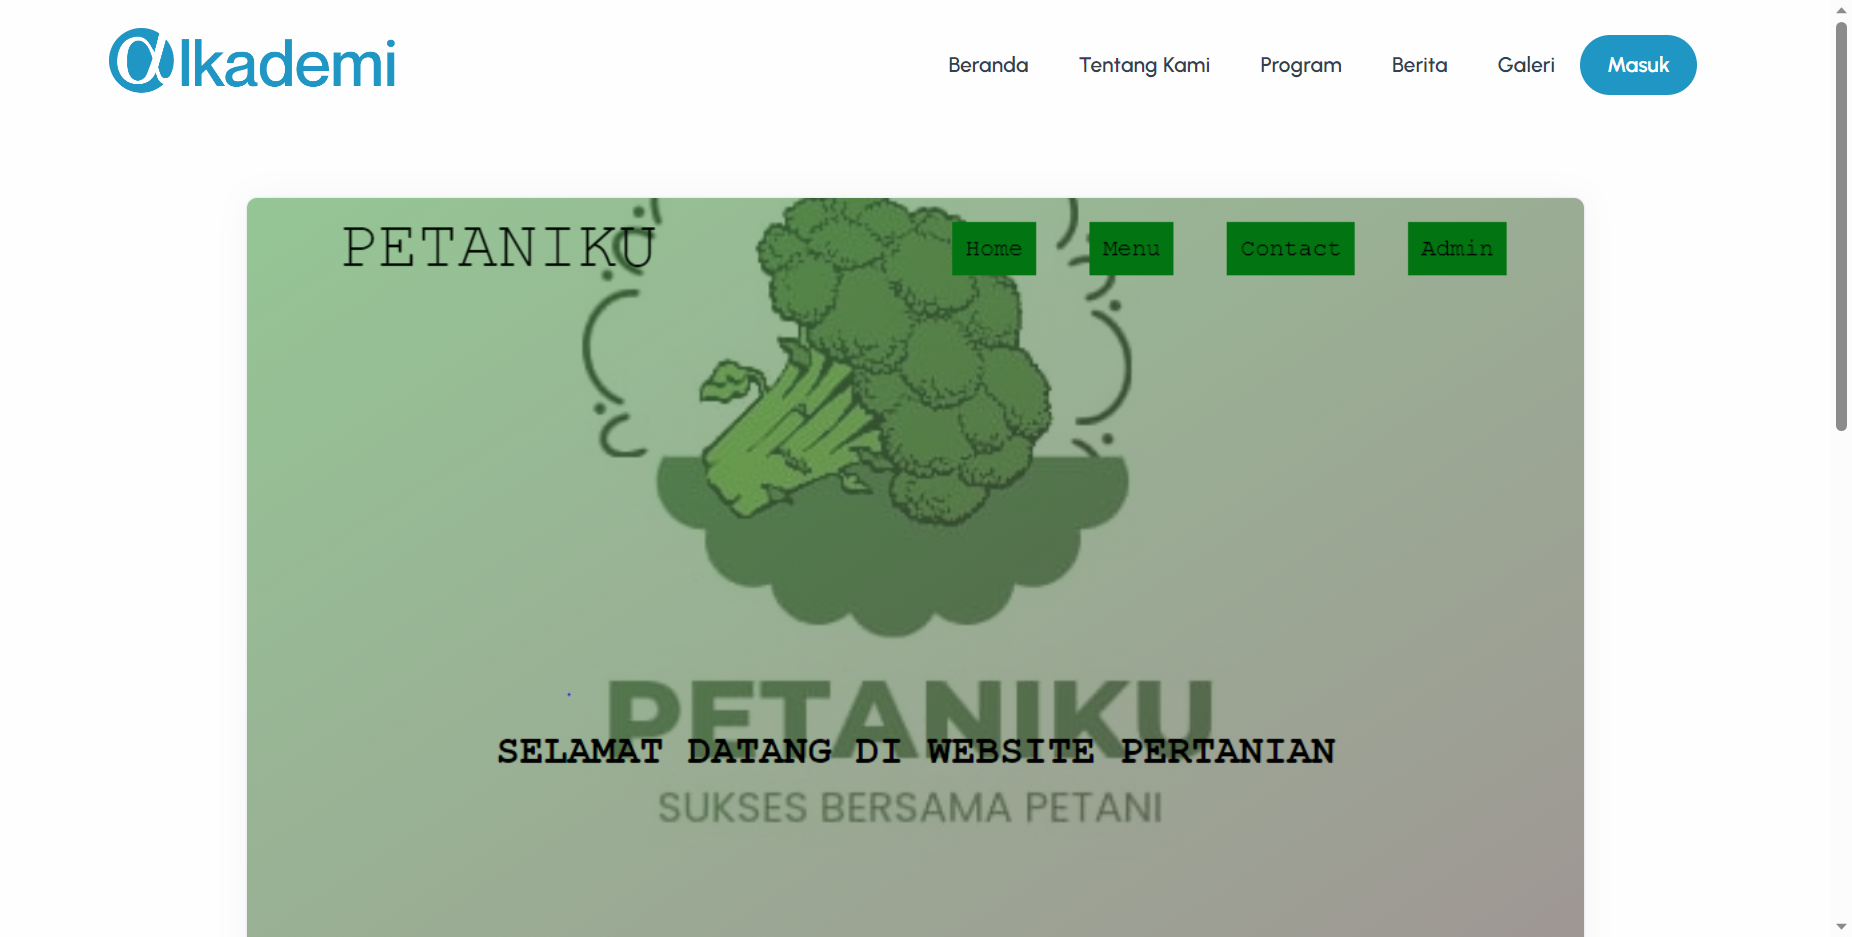 alkademi
Beranda Tentang Kami Program Berita Galeri Masuk
PETANIKU
Home Menu Contact Admin
PETANIKU
SELAMAT DATANG DI WEBSITE PERTANIAN
SUKSES BERSAMA PETANI